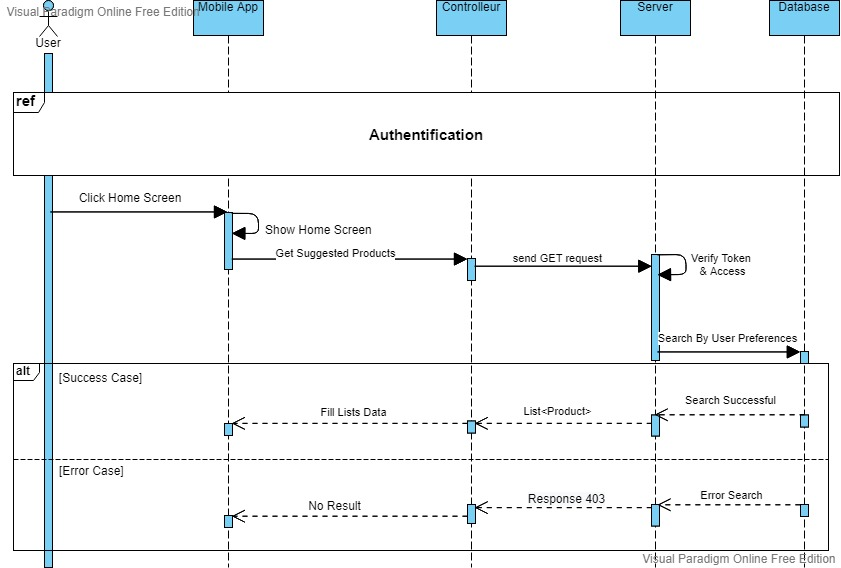 Visual Paradigm Online Free Edition
User
Mobile App
Controlleur
Server
Database
ref
Authentification
Click Home Screen
Show Home Screen
Get Suggested Products
send GET request
Verify Token
& Access
Search By User Preferences
alt
[Success Case]
Search Successful
List<Product>
Fill Lists Data
[Error Case]
Error Search
Response 403
No Result
Visual Paradigm Online Free Edition